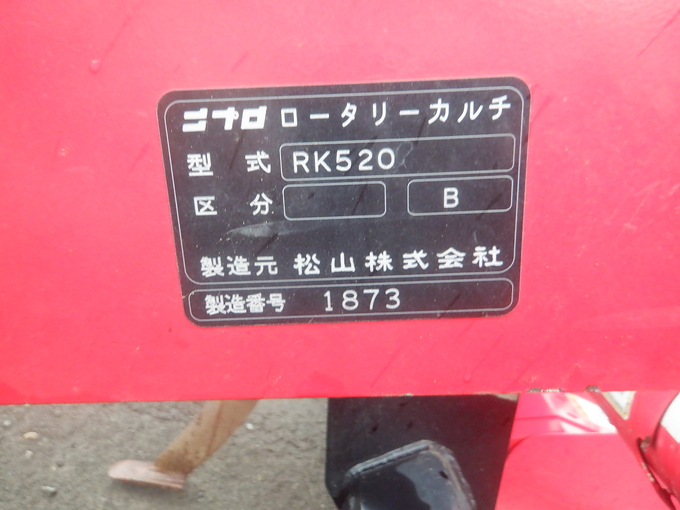 ニプロ ロータリーカルチ
型式 RK520
区分 B
製造元 松山株式会社
製造番号 1873